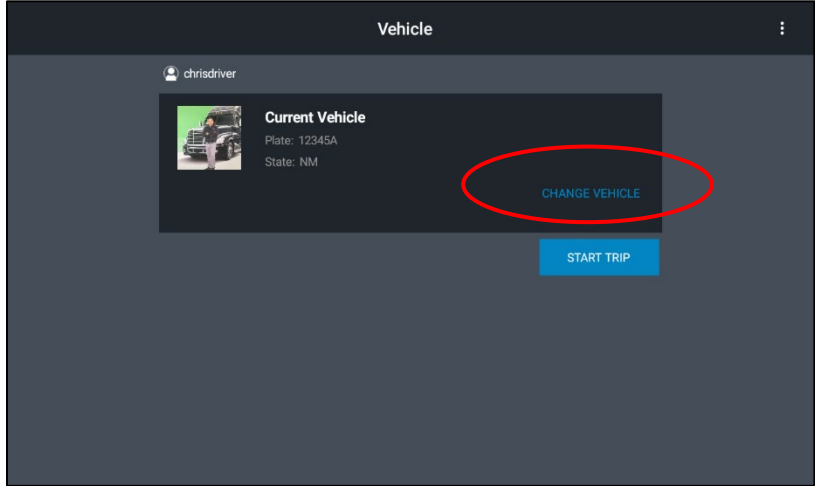 Vehicle
chrisdriver
Current Vehicle
Plate: 12345A
State: NM
CHANGE VEHICLE
START TRIP